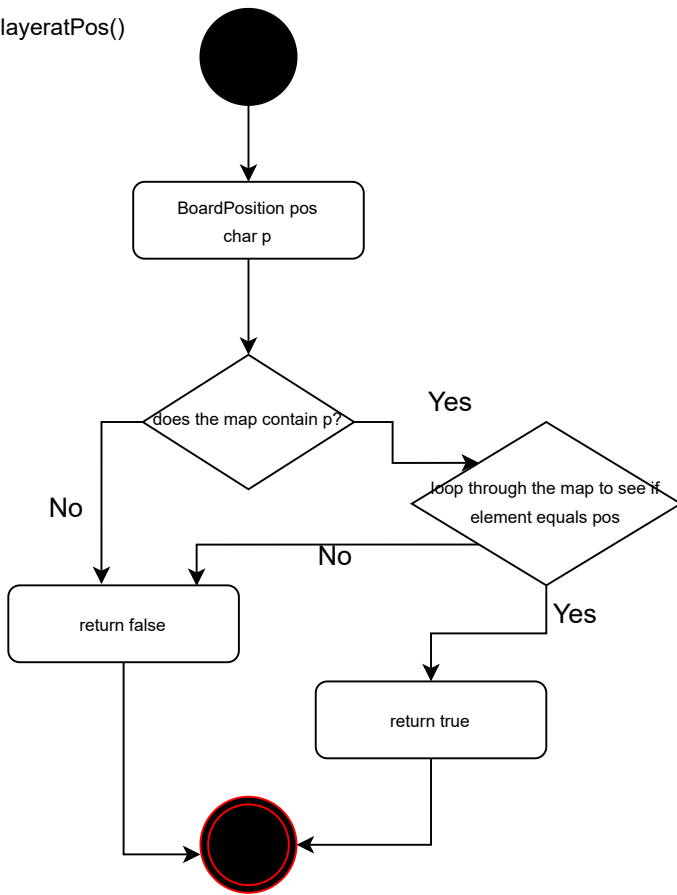 layeratPos()
BoardPosition pos
char p
does the map contain p?
Yes
loop through the map to see if
element equals pos
No
No
Yes
return false
return true